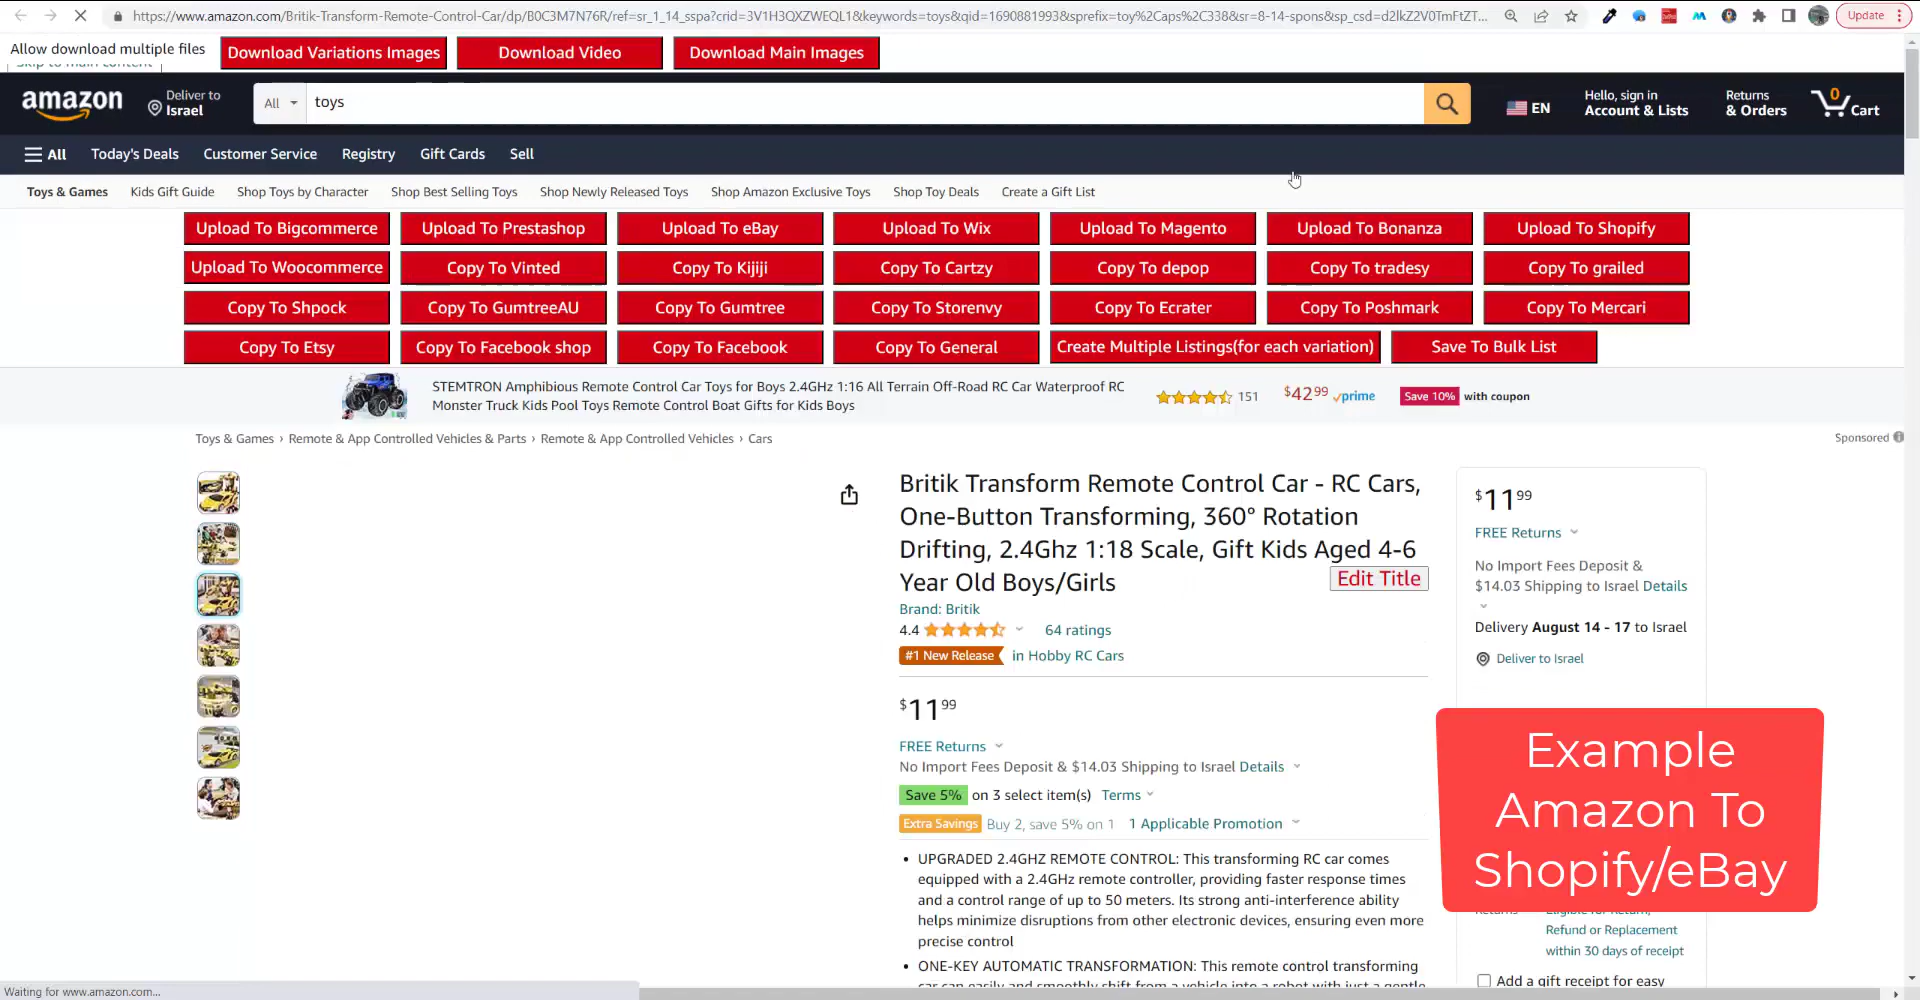 https://www.amazon.com/Britik-Transform-Remote-Control-Car/dp/B0C3M7N76R/ref=sr_1_14_sspa?crid=3V1H3QXZWEQL1&keywords=toys&qid=1690881993&sprefix=toy%2Caps%2C338&sr=8-14-spons&sp_csd=d2lkZ2V0TmFtZT...
Update
Allow download multiple files
Download Variations Images
Download Video
Download Main Images
Skip to main content
amazon
Deliver to
Israel
All
toys
EN
Hello, sign in
Account & Lists
Returns
& Orders
0
Cart
All
Today's Deals
Customer Service
Registry
Gift Cards
Sell
Toys & Games
Kids Gift Guide
Shop Toys by Character
Shop Best Selling Toys
Shop Newly Released Toys
Shop Amazon Exclusive Toys
Shop Toy Deals
Create a Gift List
Upload To Bigcommerce
Upload To Prestashop
Upload To eBay
Upload To Wix
Upload To Magento
Upload To Bonanza
Upload To Shopify
Upload To Woocommerce
Copy To Vinted
Copy To Kijiji
Copy To Cartzy
Copy To depop
Copy To tradesy
Copy To grailed
Copy To Shpock
Copy To GumtreeAU
Copy To Gumtree
Copy To Storenvy
Copy To Ecrater
Copy To Poshmark
Copy To Mercari
Copy To Etsy
Copy To Facebook shop
Copy To Facebook
Copy To General
Create Multiple Listings(for each variation)
Save To Bulk List
STEMTRON Amphibious Remote Control Car Toys for Boys 2.4GHz 1:16 All Terrain Off-Road RC Car Waterproof RC
Monster Truck Kids Pool Toys Remote Control Boat Gifts for Kids Boys
151
$42 99
prime
Save 10% with coupon
Toys & Games › Remote & App Controlled Vehicles & Parts › Remote & App Controlled Vehicles › Cars
Sponsored
Britik Transform Remote Control Car - RC Cars,
One-Button Transforming, 360° Rotation
Drifting, 2.4Ghz 1:18 Scale, Gift Kids Aged 4-6
Year Old Boys/Girls
Edit Title
Brand: Britik
4.4
64 ratings
#1 New Release in Hobby RC Cars
$11 99
FREE Returns
No Import Fees Deposit & $14.03 Shipping to Israel Details
Save 5% on 3 select item(s) Terms
Extra Savings Buy 2, save 5% on 1 1 Applicable Promotion
• UPGRADED 2.4GHZ REMOTE CONTROL: This transforming RC car comes
equipped with a 2.4GHz remote controller, providing faster response times
and a control range of up to 50 meters. Its strong anti-interference ability
helps minimize disruptions from other electronic devices, ensuring even more
precise control
• ONE-KEY AUTOMATIC TRANSFORMATION: This remote control transforming
car can easily and smoothly shift from a vehicle into a robot with just a gentle
$11 99
FREE Returns
No Import Fees Deposit &
$14.03 Shipping to Israel Details
Delivery August 14 - 17 to Israel
Deliver to Israel
Example
Amazon To
Shopify/eBay
Returns
Eligible for Return,
Refund or Replacement
within 30 days of receipt
Add a gift receipt for easy
Waiting for www.amazon.com...